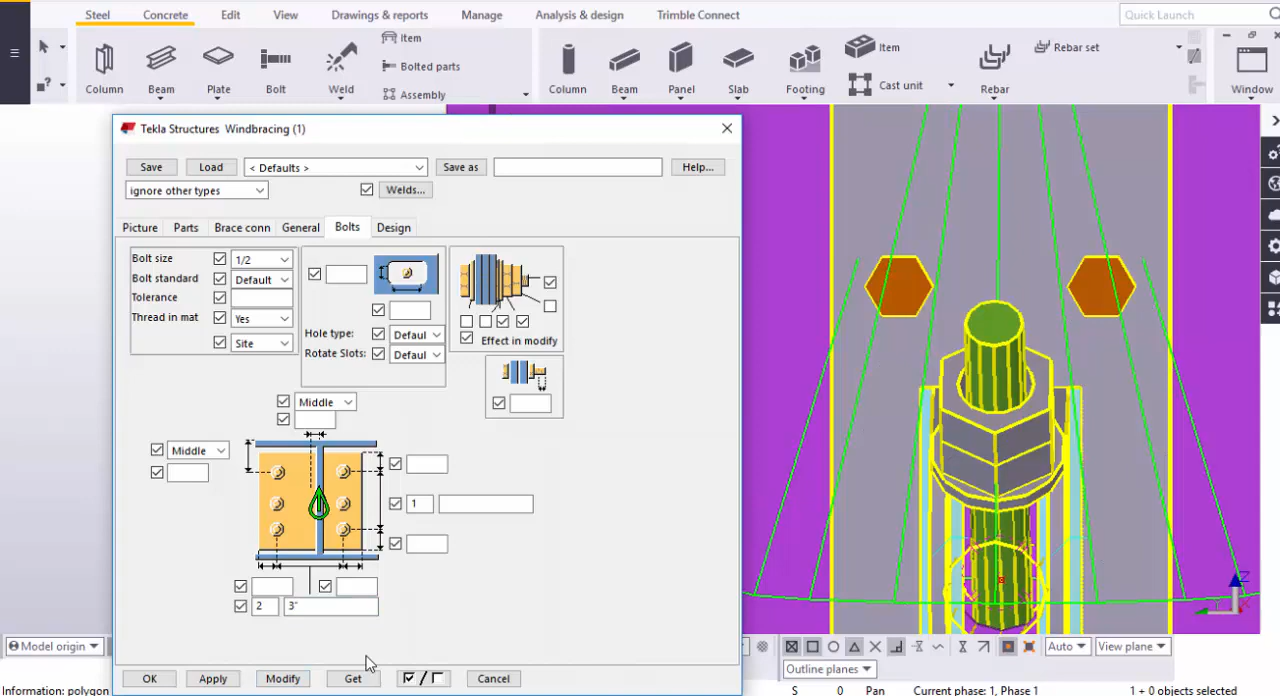 Steel Concrete Edit View Drawings & reports Manage Analysis & design Trimble Connect Quick Launch
Item
Item
Rebar set
Bolted parts
Cast unit
Column Beam Plate Bolt Weld
Assembly
Column Beam Panel Slab Footing
Rebar
Window
Tekla Structures Windbracing (1)
Save Load < Defaults > Save as Help...
ignore other types Welds...
Picture Parts Brace conn General Bolts Design
Bolt size 1/2
Bolt standard Default
Tolerance
Thread in mat Yes
Site
Hole type: Defaul
Rotate Slots: Defaul
Effect in modify
Middle
Middle
1
2 3"
OK Apply Modify Get / Cancel
Model origin
Auto View plane
Outline planes
Information: polygon
S 0 Pan Current phase: 1, Phase 1 1 + 0 objects selected
Z